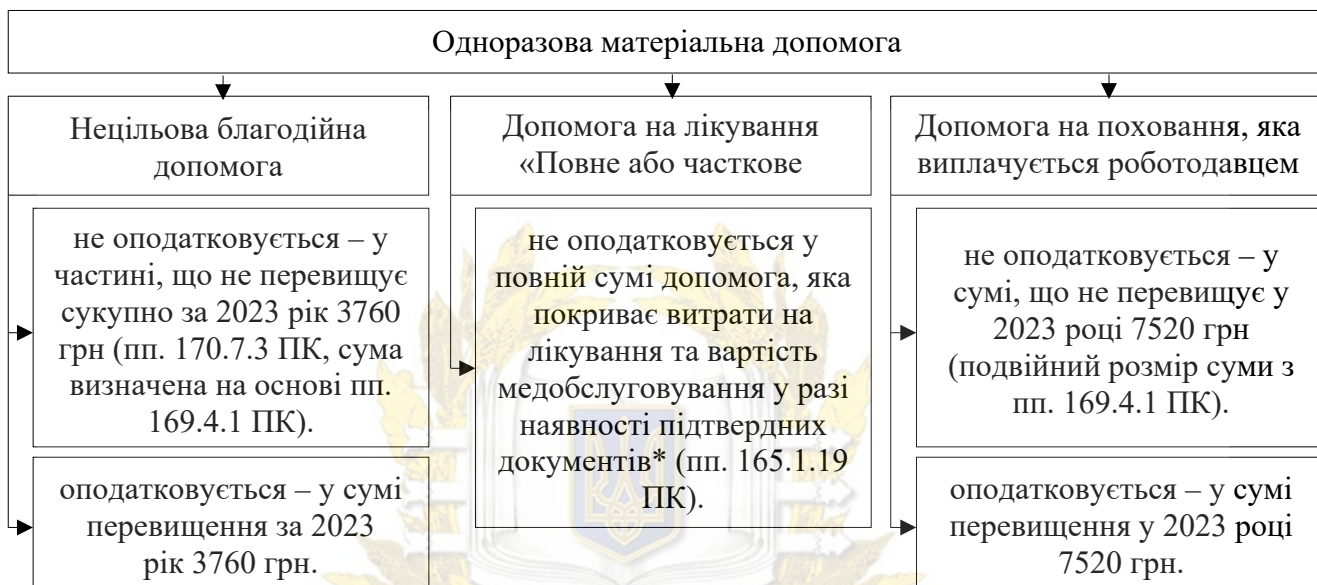 Одноразова матеріальна допомога
Нецільова благодійна
допомога
не оподатковується – у
частині, що не перевищує
сукупно за 2023 рік 3760
грн (пп. 170.7.3 ПК, сума
визначена на основі пп.
169.4.1 ПК).
оподатковується – у сумі
перевищення за 2023
рік 3760 грн.
Допомога на лікування
«Повне або часткове
не оподатковується у
повній сумі допомога, яка
покриває витрати на
лікування та вартість
медобслуговування у разі
наявності підтвердних
документів* (пп. 165.1.19
ПК).
Допомога на поховання, яка
виплачується роботодавцем
не оподатковується – у
сумі, що не перевищує у
2023 році 7520 грн
(подвійний розмір суми з
пп. 169.4.1 ПК).
оподатковується – у сумі
перевищення у 2023 році
7520 грн.